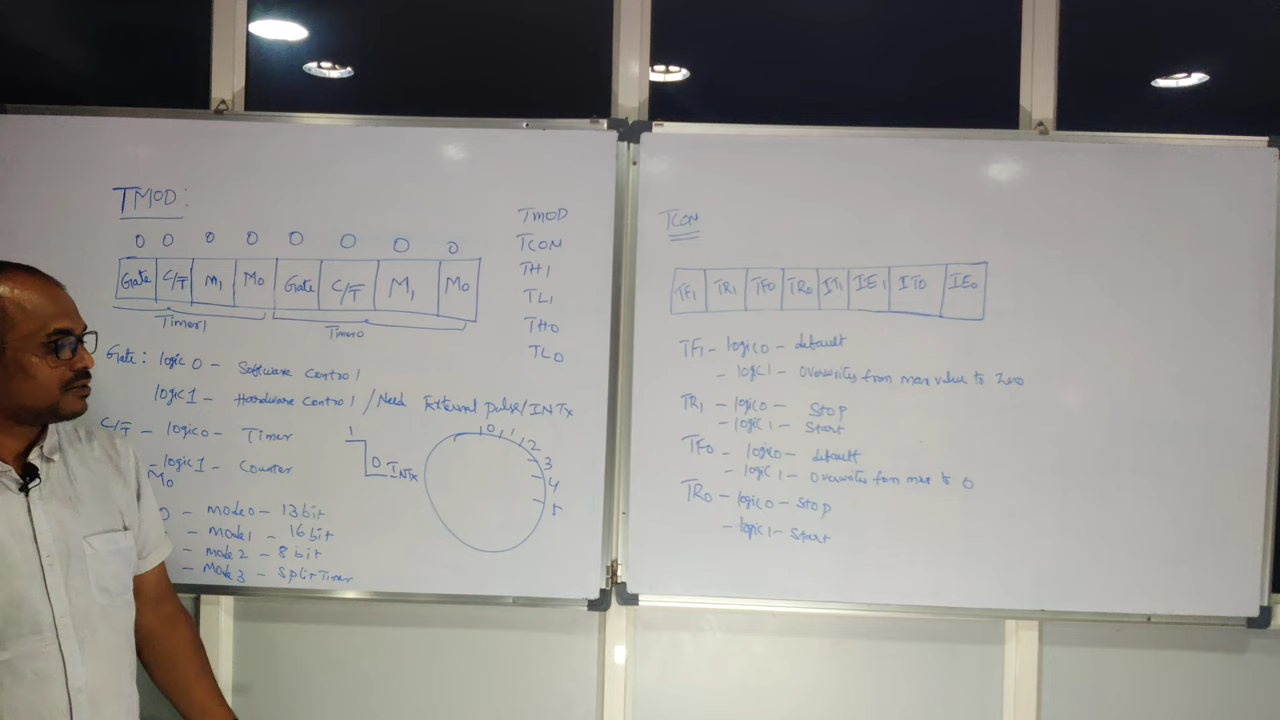 TMOD:
0 0 0 0 0 0 0 0
Gate C/T M1 M0 Gate C/T M1 M0
Timer1 Timer0
Gate: logic 0 - Software Control
logic 1 - Hardware Control / Need External pulse/INTx
C/T - logic 0 - Timer
- logic 1 - Counter
M0
0 - mode 0 - 13 bit
- mode 1 - 16 bit
- mode 2 - 8 bit
- Mode 3 - Split Timer
1
0 INTx
0 1 2 3 4 5
TMOD
TCON
TH1
TL1
TH0
TL0
TCON
TF1 TR1 TF0 TR0 IT1 IE1 IT0 IE0
TF1 - logic 0 - default
- logic 1 - Overwrites from max value to Zero
TR1 - logic 0 - Stop
- logic 1 - Start
TF0 - logic 0 - default
- logic 1 - Overwrites from max to 0
TR0 - logic 0 - Stop
- logic 1 - Start